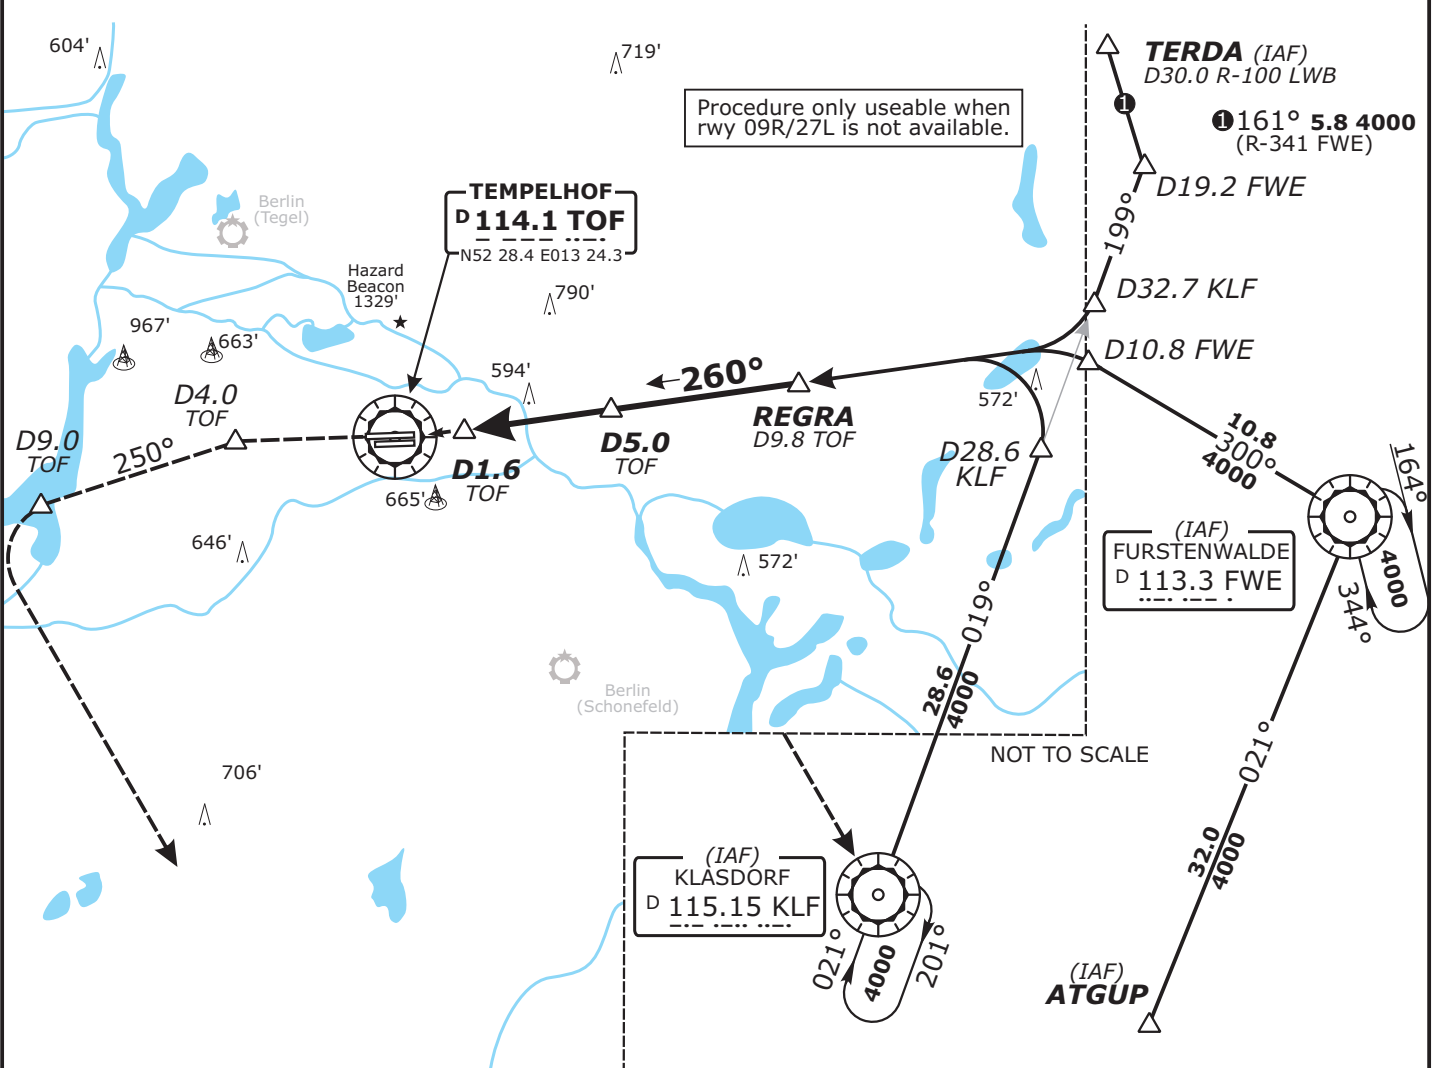 604'
719'
TERDA (IAF)
D30.0 R-100 LWB
Procedure only useable when
rwy 09R/27L is not available.
1
1 161° 5.8 4000
(R-341 FWE)
D19.2 FWE
199°
Berlin
(Tegel)
TEMPELHOF
D 114.1 TOF
N52 28.4 E013 24.3
Hazard
Beacon
1329'
790'
D32.7 KLF
967'
663'
D10.8 FWE
594'
260°
572'
D4.0
TOF
REGRA
D9.8 TOF
D9.0
TOF
250°
D5.0
TOF
D1.6
TOF
665'
D28.6
KLF
10.8
300°
4000
164°
4000
344°
(IAF)
FURSTENWALDE
D 113.3 FWE
646'
572'
019°
28.6
4000
Berlin
(Schonefeld)
NOT TO SCALE
021°
32.0
4000
706'
(IAF)
KLASDORF
D 115.15 KLF
021°
4000
201°
(IAF)
ATGUP